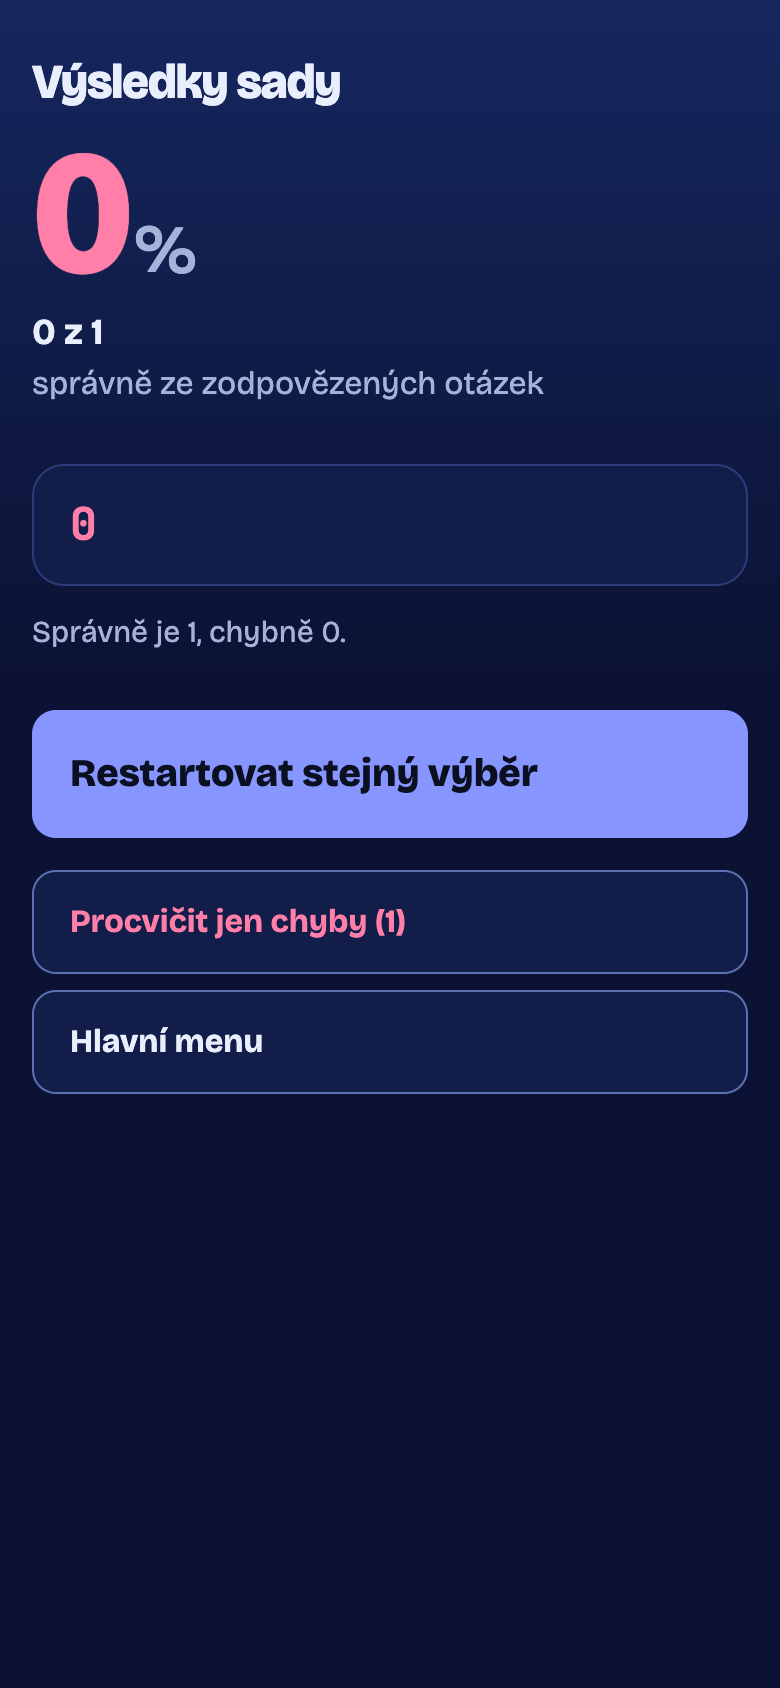 Výsledky sady
0%
0 z 1
správně ze zodpovězených otázek
0
Správně je 1, chybně 0.
Restartovat stejný výběr
Procvičit jen chyby (1)
Hlavní menu